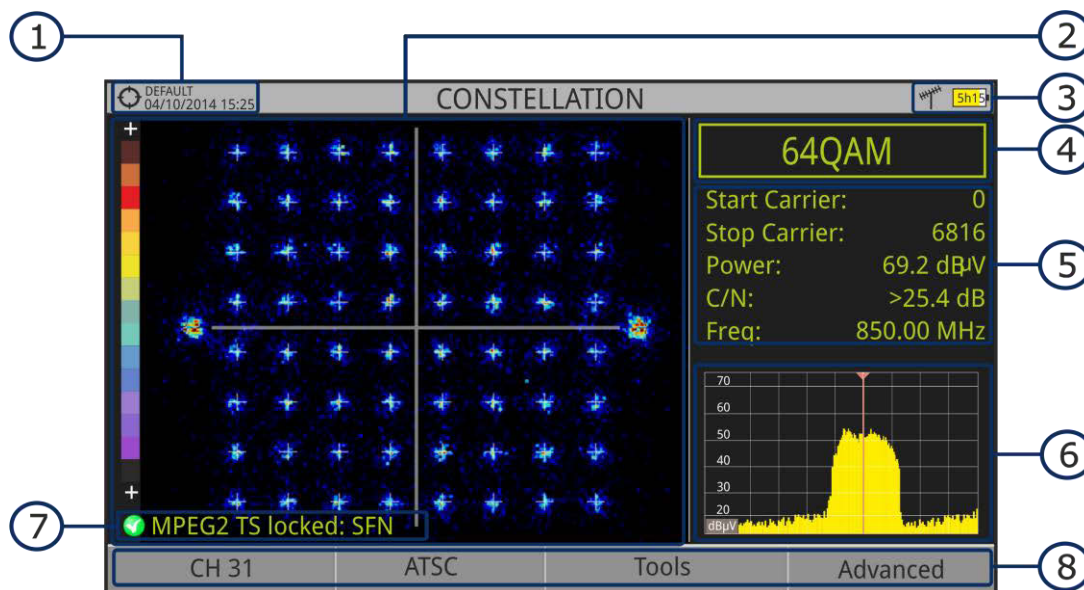 1
2
DEFAULT
04/10/2014 15:25
CONSTELLATION
5h15
3
+
64QAM
4
Start Carrier: 0
Stop Carrier: 6816
Power: 69.2 dBµV
C/N: >25.4 dB
Freq: 850.00 MHz
5
70
60
50
40
30
20
dBµV
6
+
7
MPEG2 TS locked: SFN
CH 31
ATSC
Tools
Advanced
8